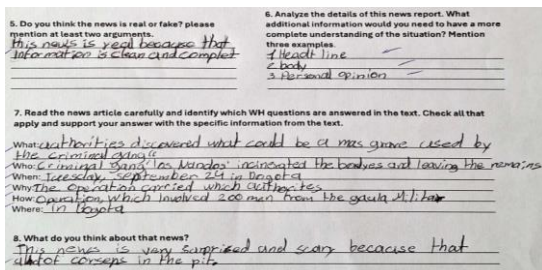 5. Do you think the news is real or fake? please
mention at least two arguments.
this news is real because that
Information is clean and complet
6. Analyze the details of this news report. What
additional information would you need to have a more
complete understanding of the situation? Mention
three examples.
1 Headt line
2 body
3 Personal opinion
7. Read the news article carefully and identify which WH questions are answered in the text. Check all that
apply and support your answer with the specific information from the text.
What: authorities discovered what could be a mas grave used by
the criminel gang"
Who: Criminal gang "los Nandos" incinerated the bodyes and leaving the remains
When: Tuesday, September 24 in Bogota
Why The operation carried which authorites
How: Operation, which Involved 200 man from the gaula Militar
Where: in bogota
8. What do you think about that news?
This news is very surprised and scary because that
a lot of corseps in the pit.